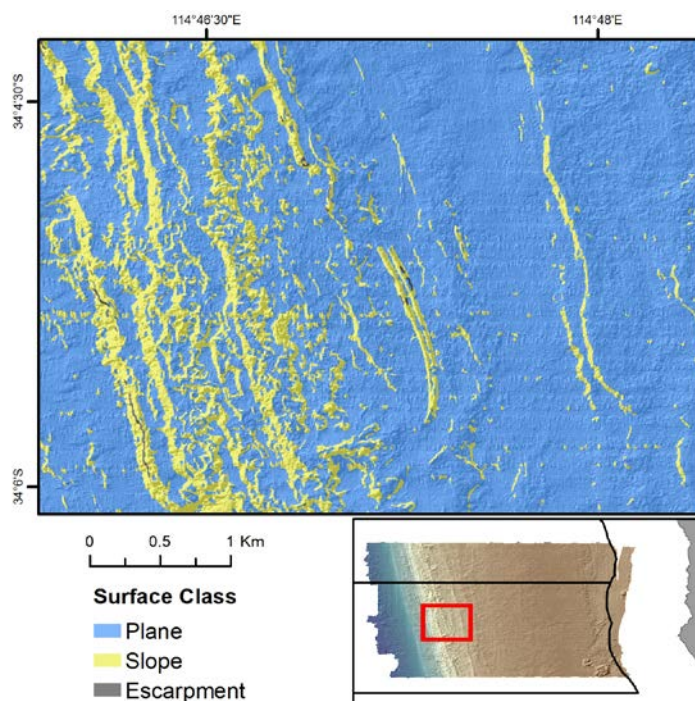 114°46'30"E
114°48'E
34°4'30"S
34°6'S
0 0.5 1 Km
Surface Class
Plane
Slope
Escarpment